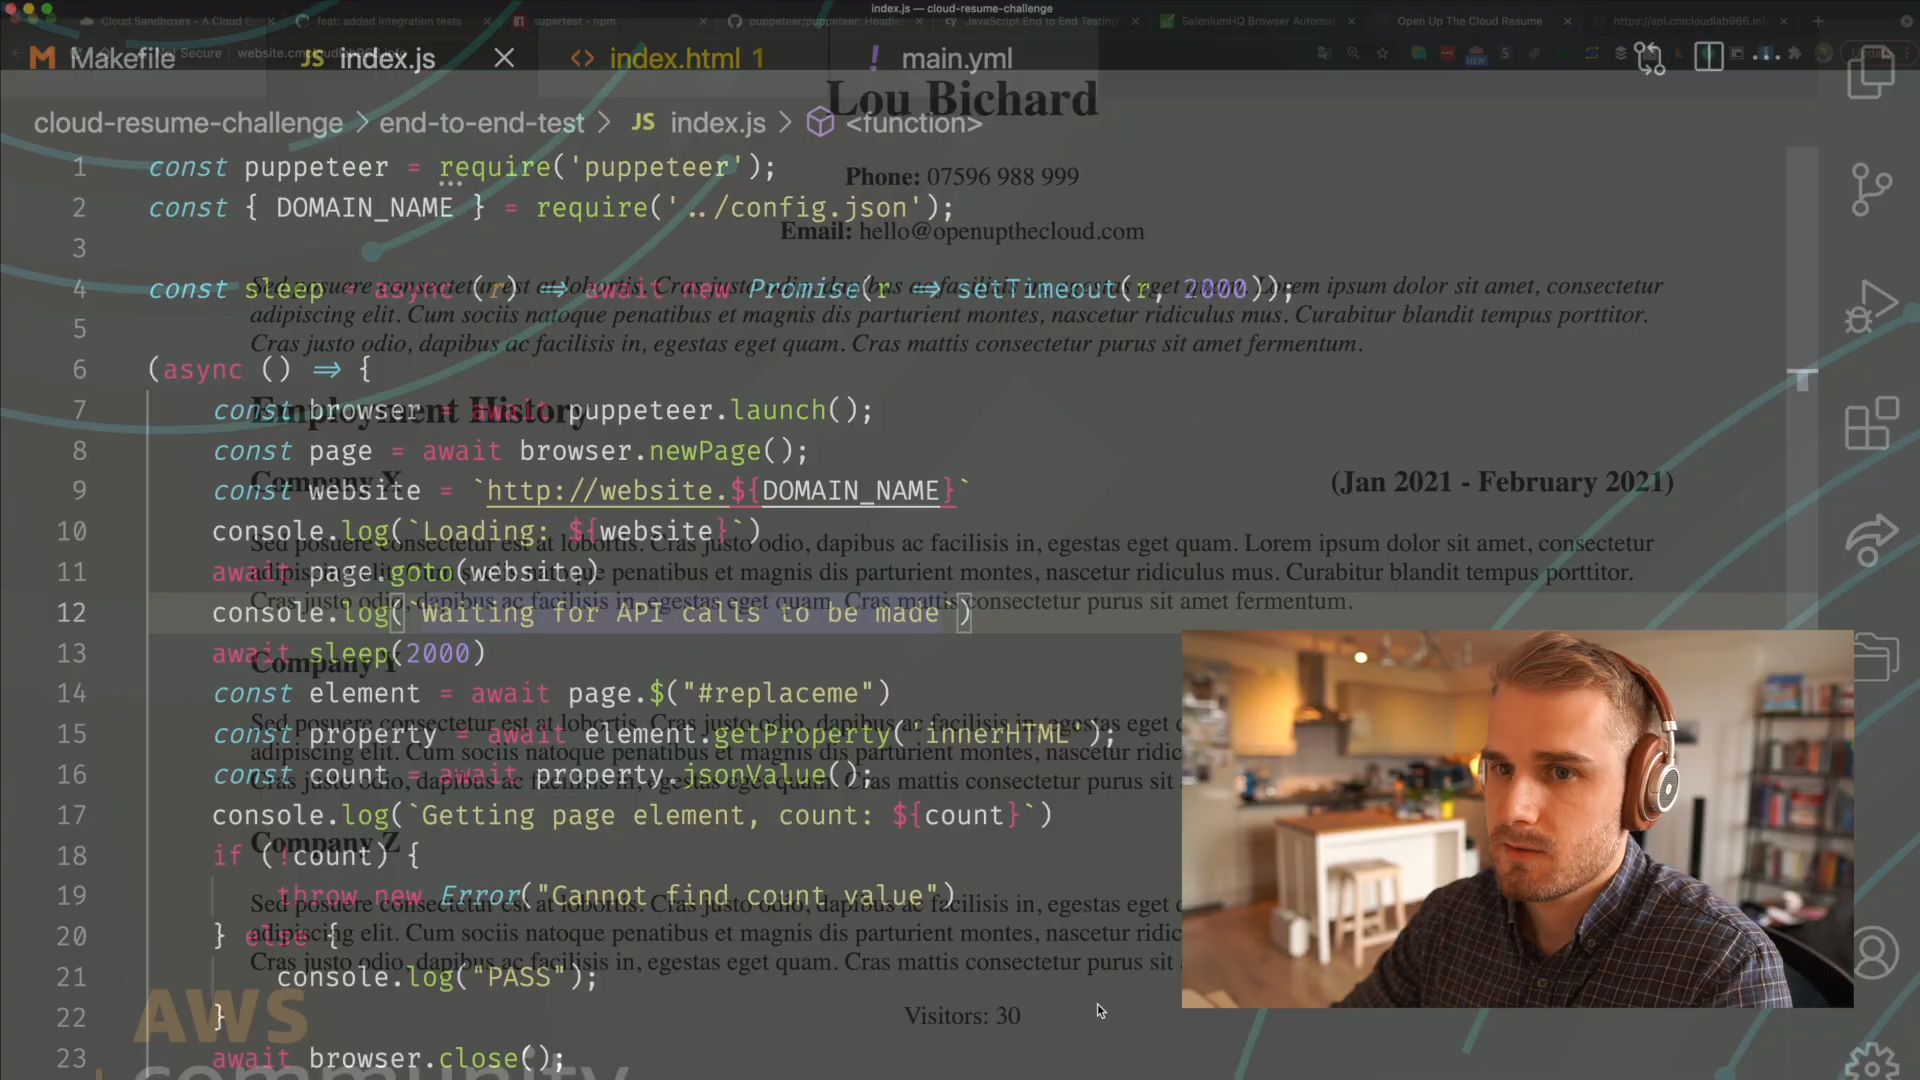 index.js — cloud-resume-challenge
Cloud Sandboxes - A Cloud
feat: added integration tests
supertest - npm
puppeteer/puppeteer: Headl
JavaScript End to End Testing
SeleniumHQ Browser Automa
Open Up The Cloud Resume
Makefile
JS index.js
index.html 1
! main.yml
Lou Bichard
cloud-resume-challenge > end-to-end-test > JS index.js > <function>
1 const puppeteer = require('puppeteer');
Phone: 07596 988 999
2 const { DOMAIN_NAME } = require('../config.json');
Email: hello@openupthecloud.com
3
4 const sleep = async (r) => await new Promise(r => setTimeout(r, 2000));
Sed posuere consectetur est at lobortis. Cras justo odio, dapibus ac facilisis in, egestas eget quam. Lorem ipsum dolor sit amet, consectetur
adipiscing elit. Cum sociis natoque penatibus et magnis dis parturient montes, nascetur ridiculus mus. Curabitur blandit tempus porttitor.
Cras justo odio, dapibus ac facilisis in, egestas eget quam. Cras mattis consectetur purus sit amet fermentum.
5
6 (async () => {
7 const browser = await puppeteer.launch();
Employment History
8 const page = await browser.newPage();
Company X
(Jan 2021 - February 2021)
9 const website = `http://website.${DOMAIN_NAME}`
10 console.log(`Loading: ${website}`)
Sed posuere consectetur est at lobortis. Cras justo odio, dapibus ac facilisis in, egestas eget quam. Lorem ipsum dolor sit amet, consectetur
11 await page.goto(website)
adipiscing elit. Cum sociis natoque penatibus et magnis dis parturient montes, nascetur ridiculus mus. Curabitur blandit tempus porttitor.
Cras justo odio, dapibus ac facilisis in, egestas eget quam. Cras mattis consectetur purus sit amet fermentum.
12 console.log(`Waiting for API calls to be made`)
13 await sleep(2000)
Company Y
14 const element = await page.$("#replaceme")
Sed posuere consectetur est at lobortis. Cras justo odio, dapibus ac facilisis in, egestas eget
15 const property = await element.getProperty('innerHTML');
adipiscing elit. Cum sociis natoque penatibus et magnis dis parturient montes, nascetur ridic
16 const count = await property.jsonValue();
Cras justo odio, dapibus ac facilisis in, egestas eget quam. Cras mattis consectetur purus sit
17 console.log(`Getting page element, count: ${count}`)
Company Z
18 if (!count) {
19 throw new Error("Cannot find count value")
Sed posuere consectetur est at lobortis. Cras justo odio, dapibus ac facilisis in, egestas eget
20 } else {
adipiscing elit. Cum sociis natoque penatibus et magnis dis parturient montes, nascetur ridic
Cras justo odio, dapibus ac facilisis in, egestas eget quam. Cras mattis consectetur purus sit
21 console.log("PASS");
Visitors: 30
22 }
AWS
23 await browser.close();
community